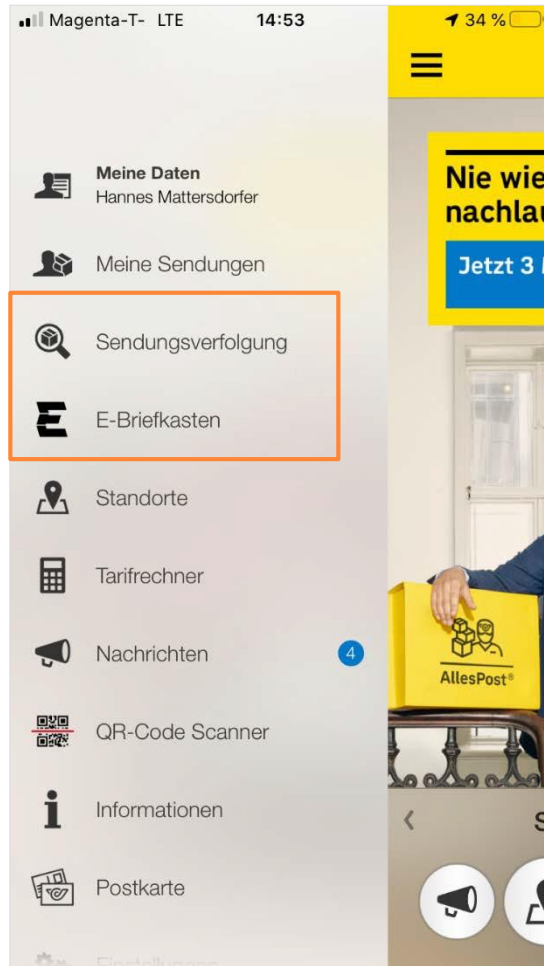 Magenta-T- LTE 14:53 34 %
Meine Daten
Hannes Mattersdorfer
Meine Sendungen
Sendungsverfolgung
E-Briefkasten
Standorte
Tarifrechner
Nachrichten 4
QR-Code Scanner
Informationen
Postkarte
Einstellungen
Nie wie
nachlau
Jetzt 3
AllesPost®
S